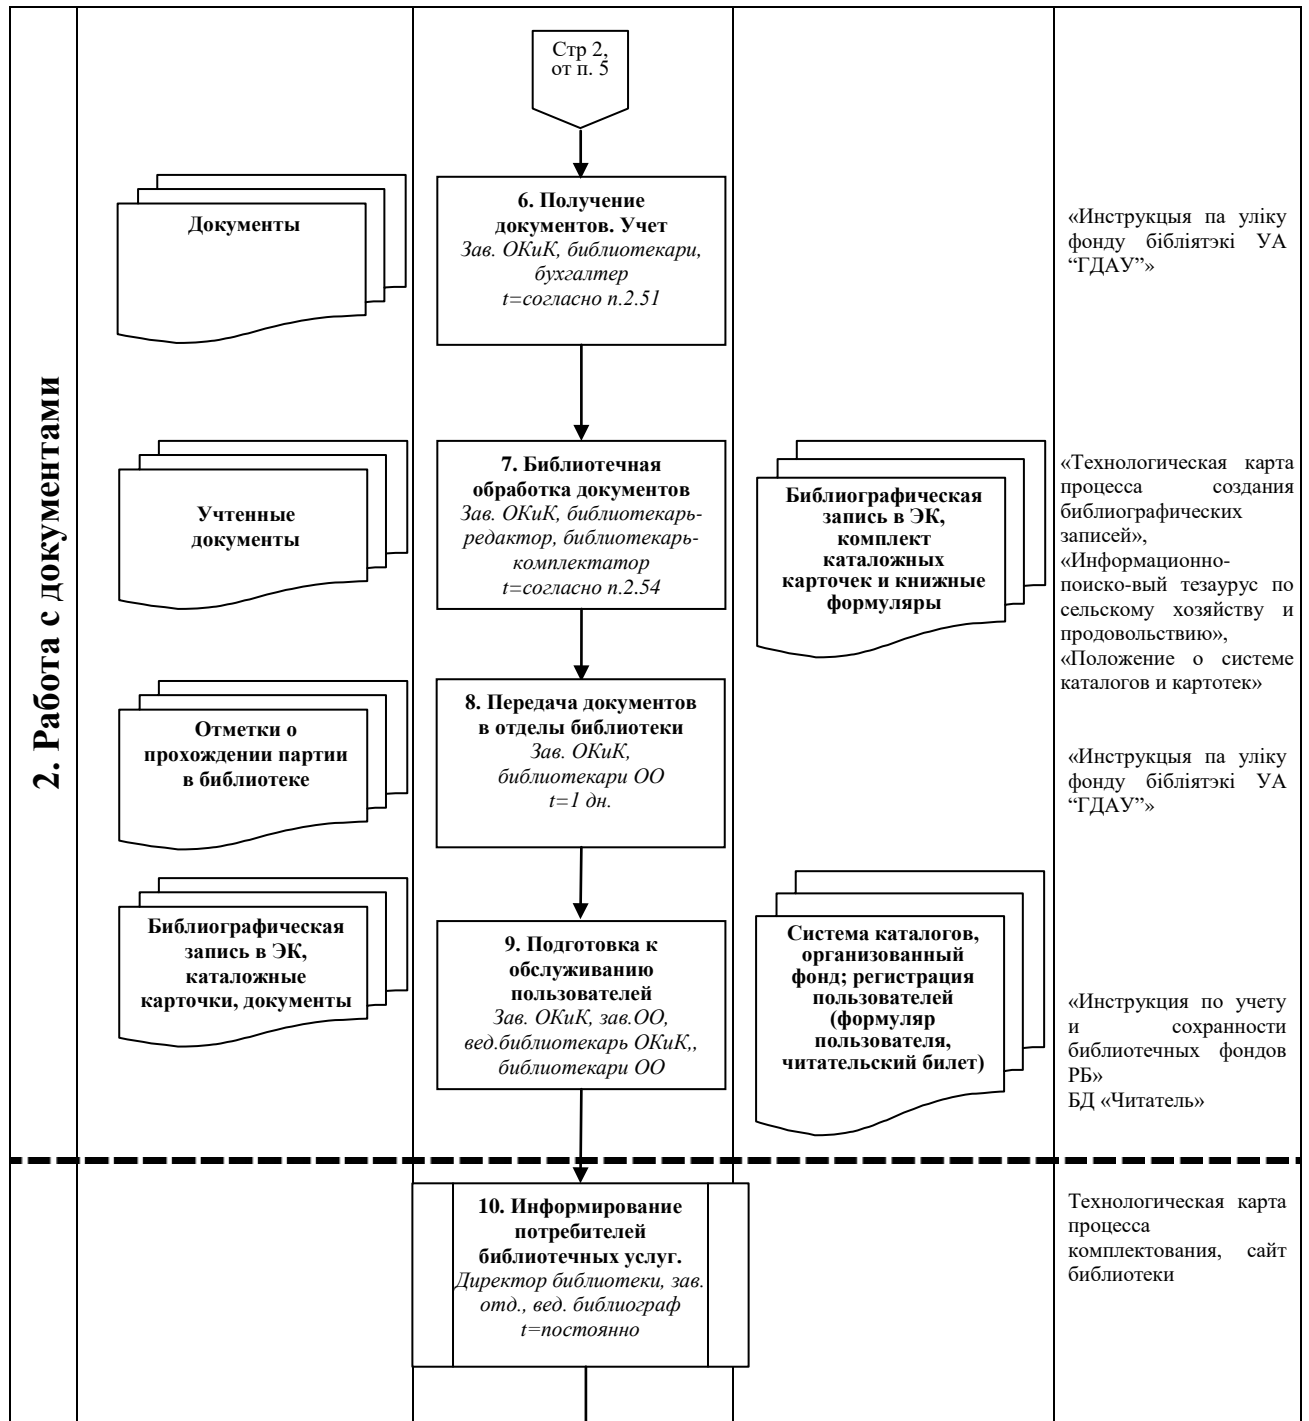 2. Работа с документами
Стр 2,
от п. 5
Документы
6. Получение
документов. Учет
Зав. ОКиК, библиотекари,
бухгалтер
t=согласно п.2.51
«Инструкцыя па уліку
фонду бібліятэкі УА
“ГДАУ”»
Учтенные
документы
7. Библиотечная
обработка документов
Зав. ОКиК, библиотекарь-
редактор, библиотекарь-
комплектатор
t=согласно п.2.54
Библиографическая
запись в ЭК,
комплект
каталожных
карточек и книжные
формуляры
«Технологическая карта
процесса создания
библиографических
записей»,
«Информационно-
поиско-вый тезаурус по
сельскому хозяйству и
продовольствию»,
«Положение о системе
каталогов и картотек»
Отметки о
прохождении партии
в библиотеке
8. Передача документов
в отделы библиотеки
Зав. ОКиК,
библиотекари ОО
t=1 дн.
«Инструкцыя па уліку
фонду бібліятэкі УА
“ГДАУ”»
Библиографическая
запись в ЭК,
каталожные
карточки, документы
9. Подготовка к
обслуживанию
пользователей
Зав. ОКиК, зав.ОО,
вед.библиотекарь ОКиК,,
библиотекари ОО
Система каталогов,
организованный
фонд; регистрация
пользователей
(формуляр
пользователя,
читательский билет)
«Инструкция по учету
и сохранности
библиотечных фондов
РБ»
БД «Читатель»
10. Информирование
потребителей
библиотечных услуг.
Директор библиотеки, зав.
отд., вед. библиограф
t=постоянно
Технологическая карта
процесса
комплектования, сайт
библиотеки